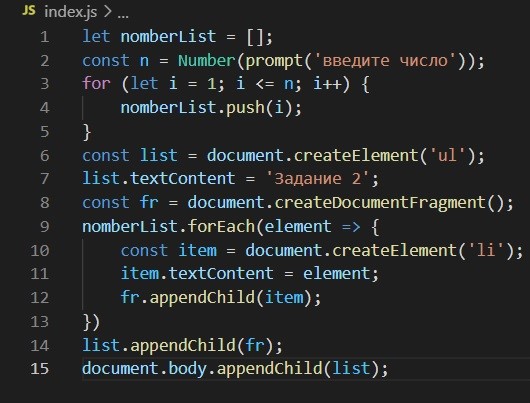 JS index.js > ...
1 let nomberList = [];
2 const n = Number(prompt('введите число'));
3 for (let i = 1; i <= n; i++) {
4     nomberList.push(i);
5 }
6 const list = document.createElement('ul');
7 list.textContent = 'Задание 2';
8 const fr = document.createDocumentFragment();
9 nomberList.forEach(element => {
10     const item = document.createElement('li');
11     item.textContent = element;
12     fr.appendChild(item);
13 })
14 list.appendChild(fr);
15 document.body.appendChild(list);